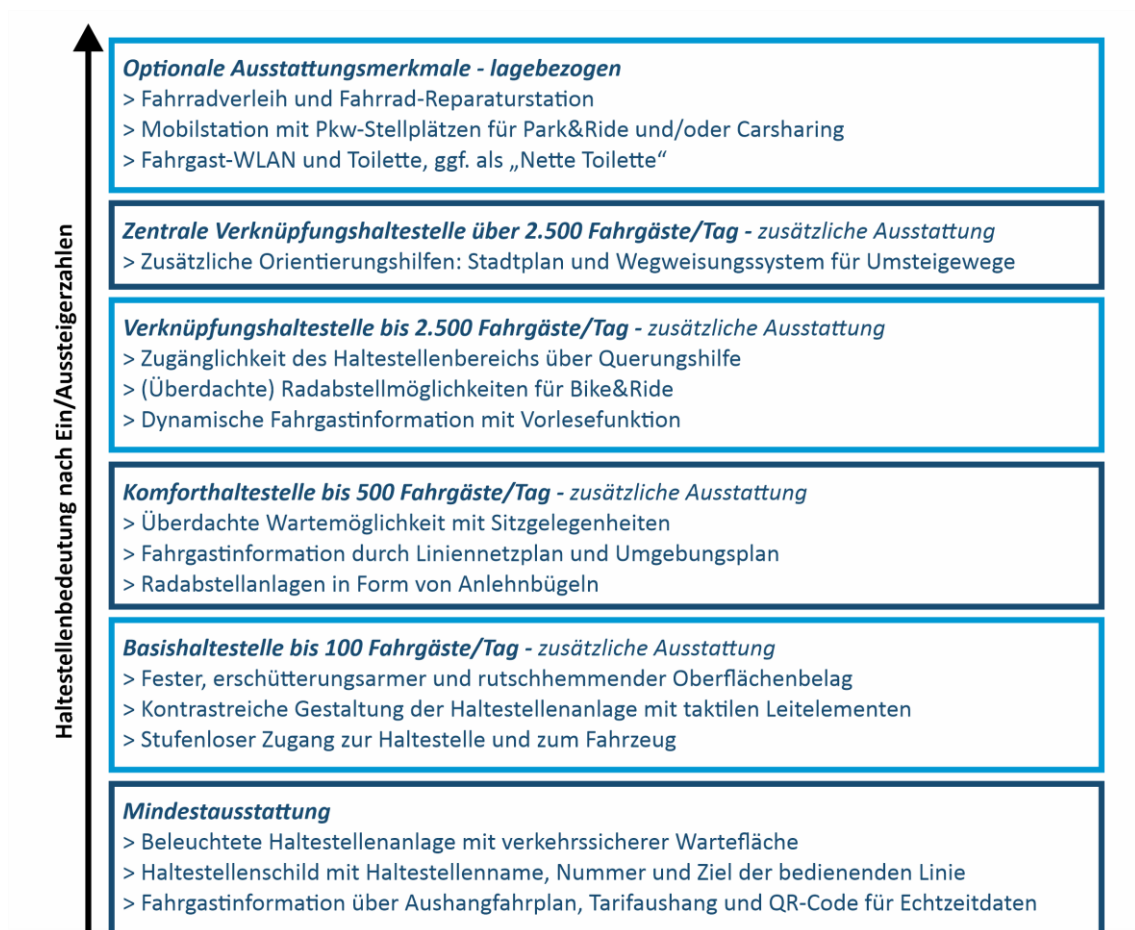 Haltestellenbedeutung nach Ein/Aussteigerzahlen
Optionale Ausstattungsmerkmale - lagebezogen
> Fahrradverleih und Fahrrad-Reparaturstation
> Mobilstation mit Pkw-Stellplätzen für Park&Ride und/oder Carsharing
> Fahrgast-WLAN und Toilette, ggf. als „Nette Toilette“
Zentrale Verknüpfungshaltestelle über 2.500 Fahrgäste/Tag - zusätzliche Ausstattung
> Zusätzliche Orientierungshilfen: Stadtplan und Wegweisungssystem für Umsteigewege
Verknüpfungshaltestelle bis 2.500 Fahrgäste/Tag - zusätzliche Ausstattung
> Zugänglichkeit des Haltestellenbereichs über Querungshilfe
> (Überdachte) Radabstellmöglichkeiten für Bike&Ride
> Dynamische Fahrgastinformation mit Vorlesefunktion
Komforthaltestelle bis 500 Fahrgäste/Tag - zusätzliche Ausstattung
> Überdachte Wartemöglichkeit mit Sitzgelegenheiten
> Fahrgastinformation durch Liniennetzplan und Umgebungsplan
> Radabstellanlagen in Form von Anlehnbügeln
Basishaltestelle bis 100 Fahrgäste/Tag - zusätzliche Ausstattung
> Fester, erschütterungsarmer und rutschhemmender Oberflächenbelag
> Kontrastreiche Gestaltung der Haltestellenanlage mit taktilen Leitelementen
> Stufenloser Zugang zur Haltestelle und zum Fahrzeug
Mindestausstattung
> Beleuchtete Haltestellenanlage mit verkehrssicherer Wartefläche
> Haltestellenschild mit Haltestellenname, Nummer und Ziel der bedienenden Linie
> Fahrgastinformation über Aushangfahrplan, Tarifaushang und QR-Code für Echtzeitdaten